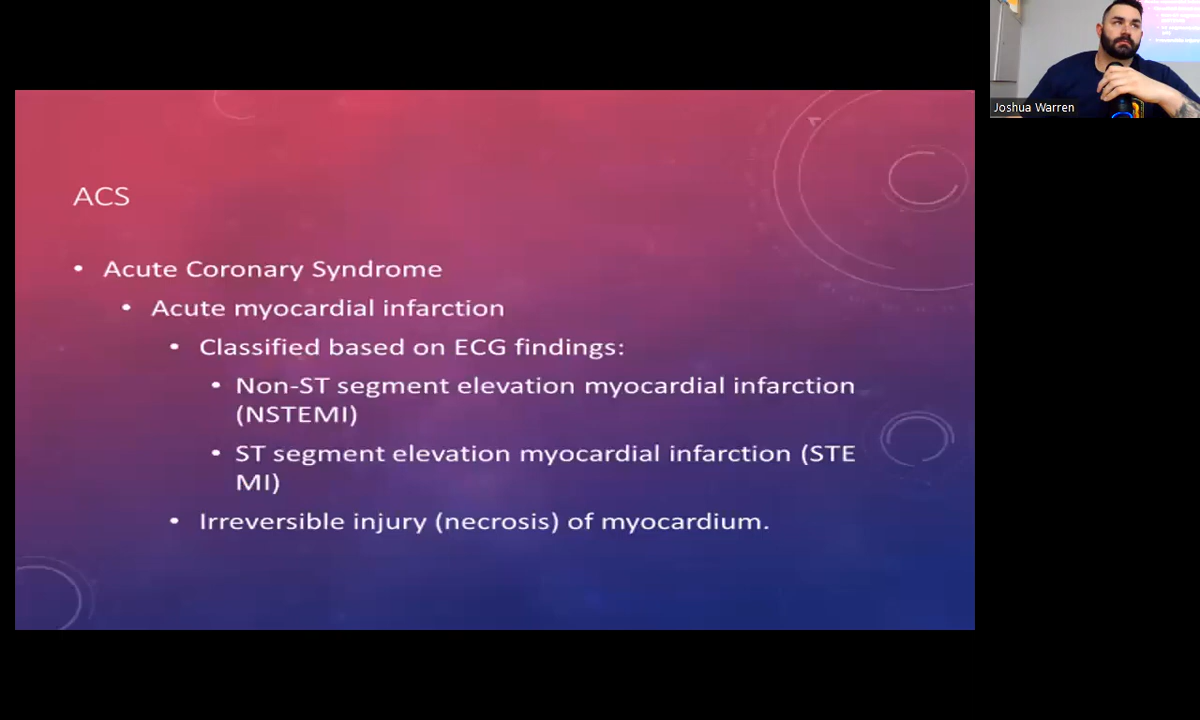 ACS
• Acute Coronary Syndrome
• Acute myocardial infarction
• Classified based on ECG findings:
• Non-ST segment elevation myocardial infarction
(NSTEMI)
• ST segment elevation myocardial infarction (STE
MI)
• Irreversible injury (necrosis) of myocardium.
Joshua Warren